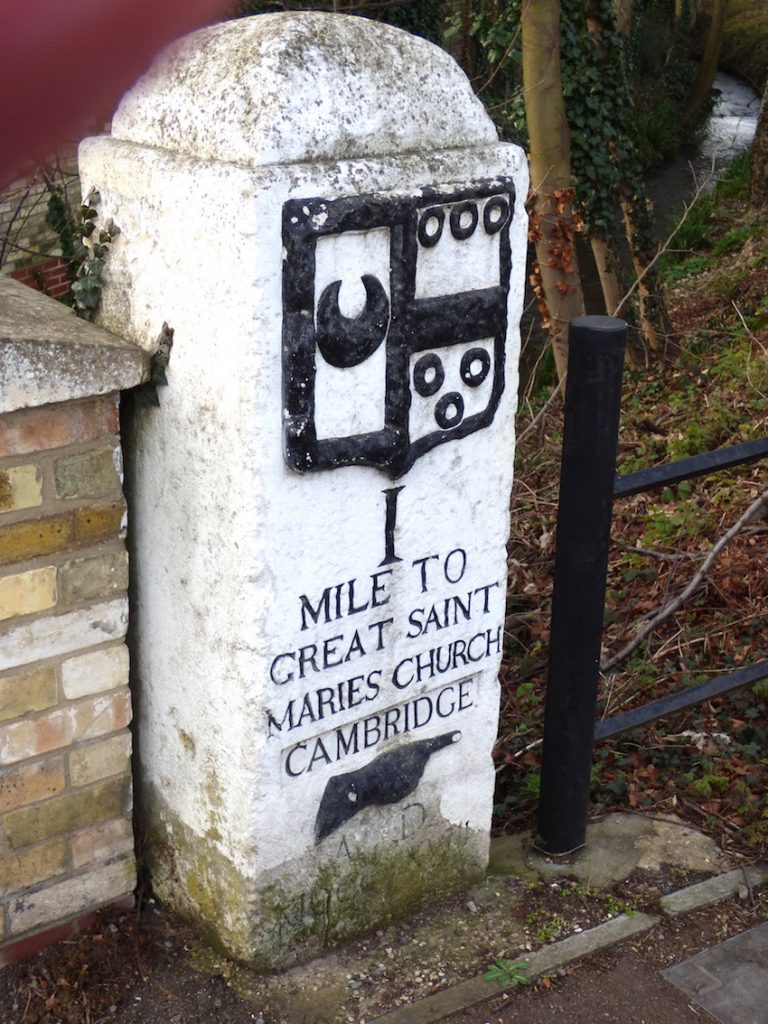 I
MILE TO
GREAT SAINT
MARIES CHURCH
CAMBRIDGE